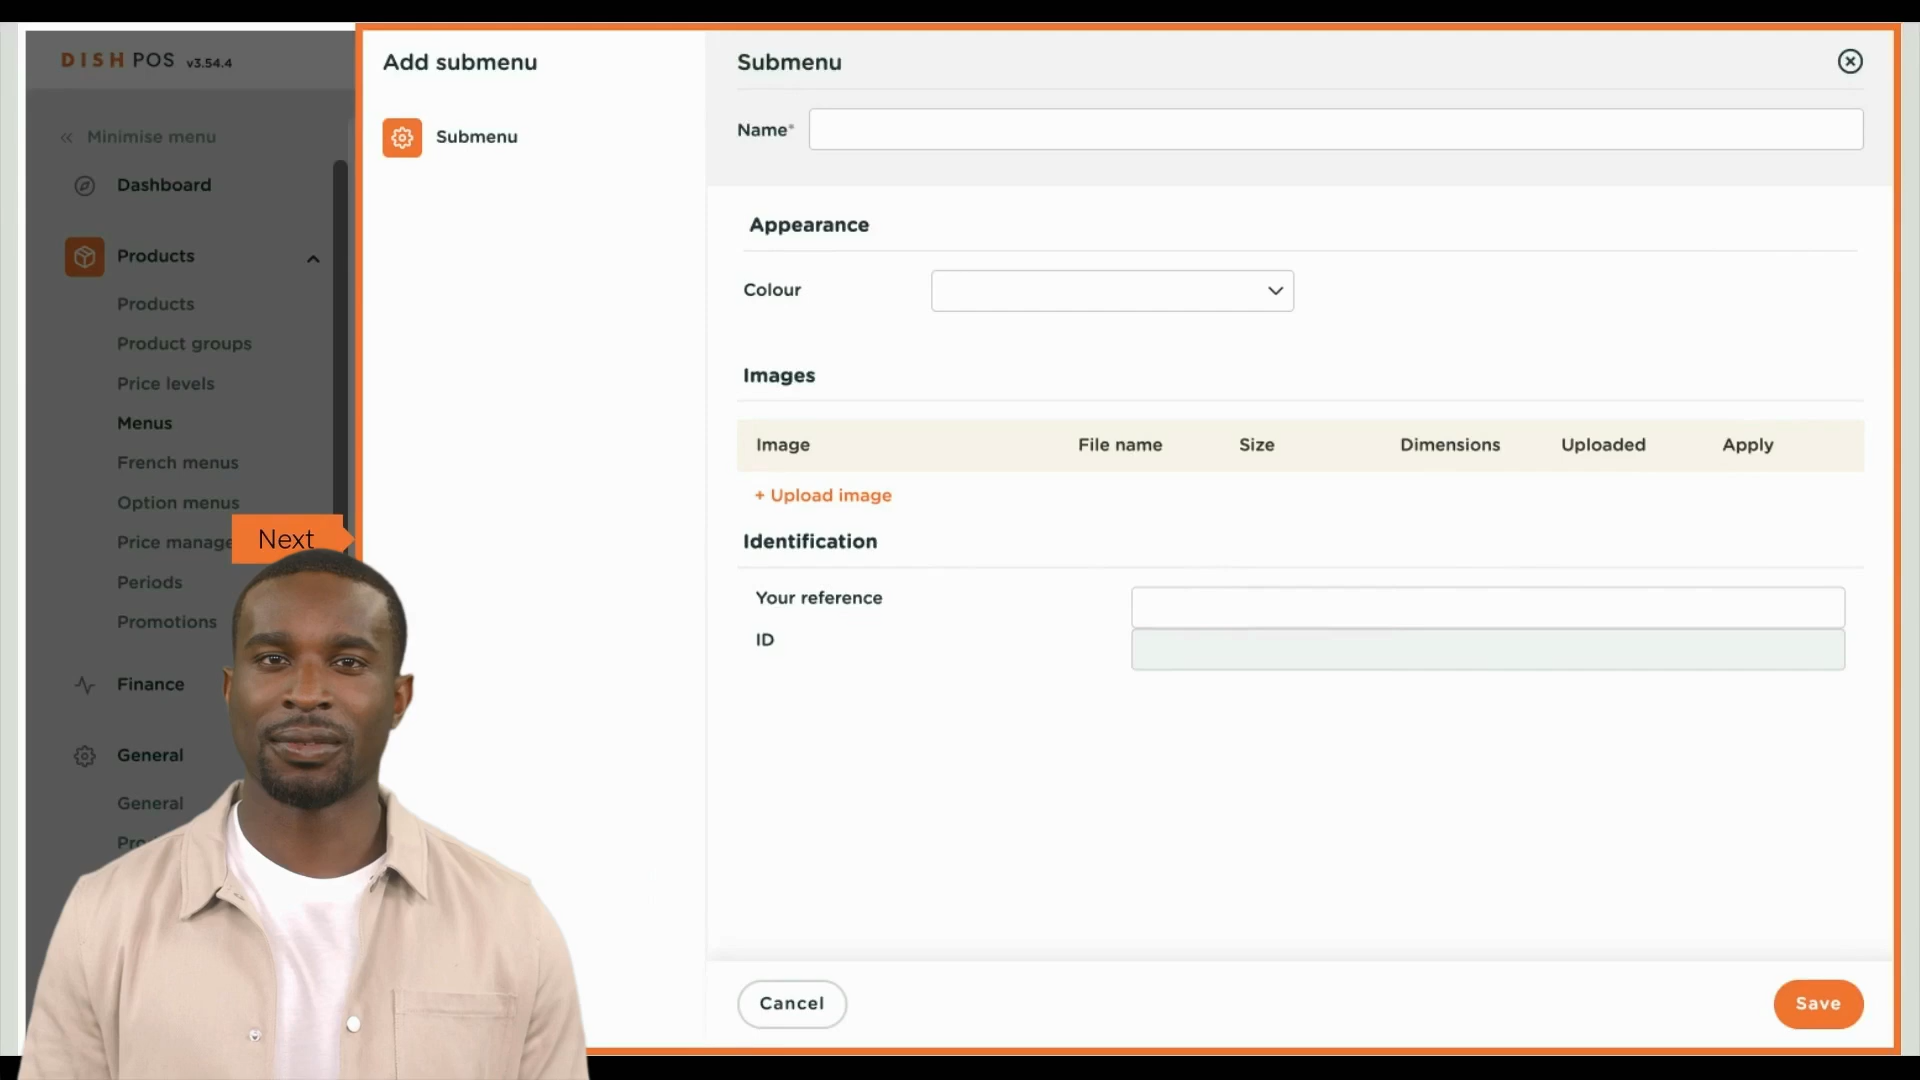 DISH POS v3.54.4
Minimise menu
Dashboard
Products
Products
Product groups
Price levels
Menus
French menus
Option menus
Price manage
Periods
Promotions
Finance
General
General
Next
Add submenu
Submenu
Submenu
Name*
Appearance
Colour
Images
Image File name Size Dimensions Uploaded Apply
+ Upload image
Identification
Your reference
ID
Cancel
Save